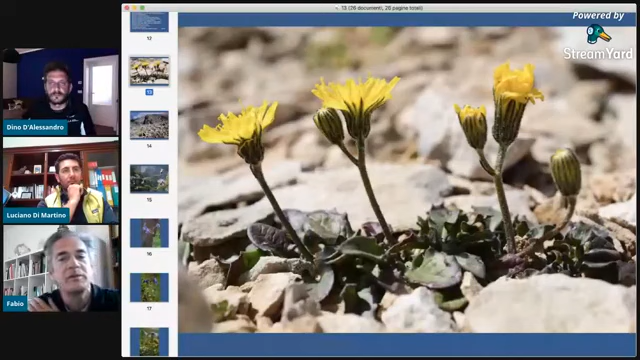 13 (26 documenti, 26 pagine totali)
Powered by
StreamYard
12
13
14
15
16
17
Dino D'Alessandro
Luciano Di Martino
Fabio